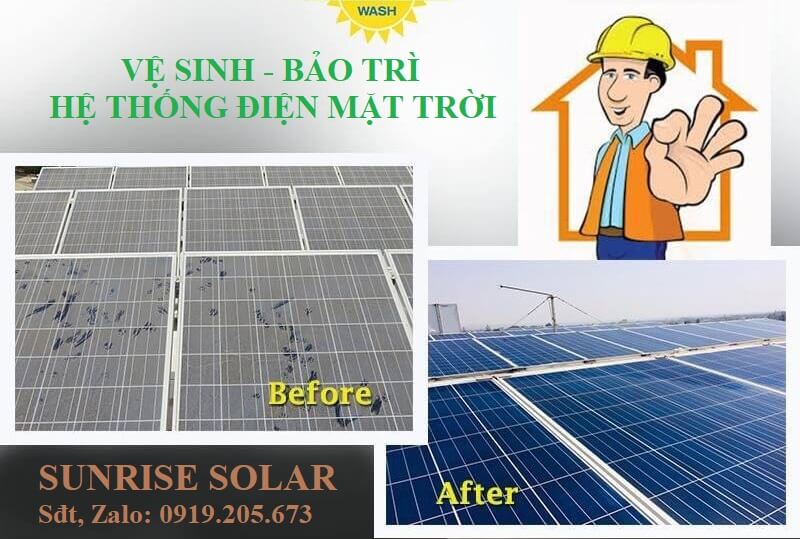 WASH
VỆ SINH - BẢO TRÌ
HỆ THỐNG ĐIỆN MẶT TRỜI
Before
After
SUNRISE SOLAR
Sđt, Zalo: 0919.205.673